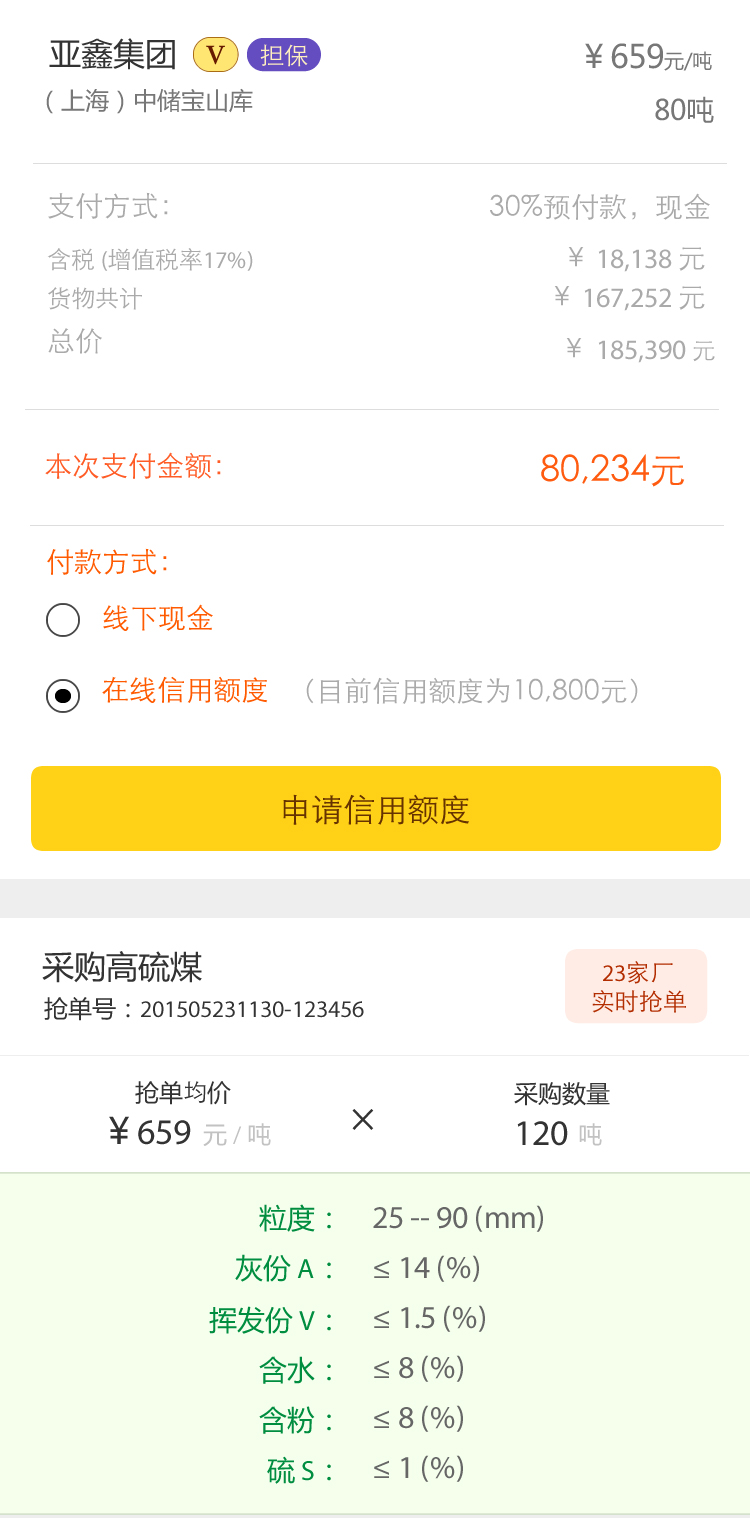 亚鑫集团 V 担保 ¥659元/吨
(上海)中储宝山库 80吨
支付方式： 30%预付款，现金
含税 (增值税率17%) ¥ 18,138 元
货物共计 ¥ 167,252 元
总价 ¥ 185,390 元
本次支付金额： 80,234元
付款方式：
线下现金
在线信用额度 （目前信用额度为10,800元）
申请信用额度
采购高硫煤 23家厂
抢单号：201505231130-123456 实时抢单
抢单均价 采购数量
¥659 元/吨 × 120 吨
粒度： 25 -- 90 (mm)
灰份 A： ≤ 14 (%)
挥发份 V： ≤ 1.5 (%)
含水： ≤ 8 (%)
含粉： ≤ 8 (%)
硫 S： ≤ 1 (%)